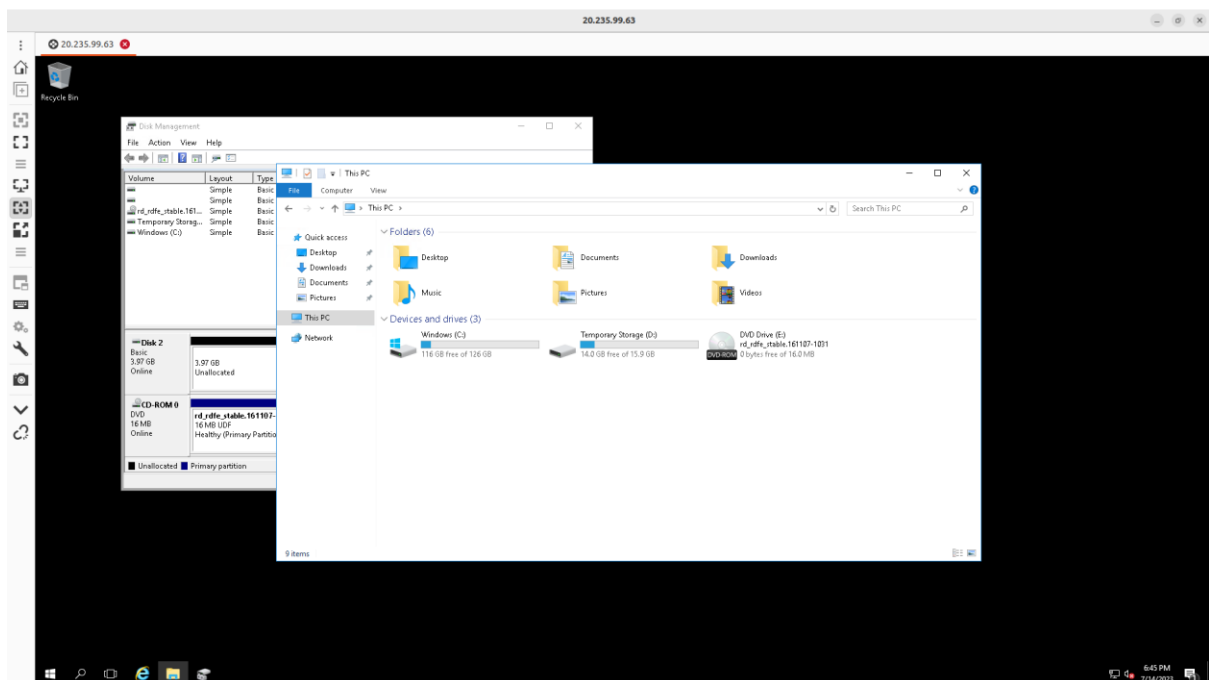 20.235.99.63
20.235.99.63
Recycle Bin
Disk Management
File Action View Help
Volume Layout Type
Simple Basic
Simple Basic
rd_rdfe_stable.161... Simple Basic
Temporary Storag... Simple Basic
Windows (C:) Simple Basic
Disk 2
Basic
3.97 GB
Online
3.97 GB
Unallocated
CD-ROM 0
DVD
16 MB
Online
rd_rdfe_stable.161107-
16 MB UDF
Healthy (Primary Partitio
Unallocated Primary partition
This PC
File Computer View
This PC
Search This PC
Quick access
Desktop
Downloads
Documents
Pictures
This PC
Network
Folders (6)
Desktop Documents Downloads
Music Pictures Videos
Devices and drives (3)
Windows (C:)
116 GB free of 126 GB
Temporary Storage (D:)
14.0 GB free of 15.9 GB
DVD-ROM
DVD Drive (E:)
rd_rdfe_stable.161107-1031
0 bytes free of 16.0 MB
9 items
6:45 PM
7/14/2023